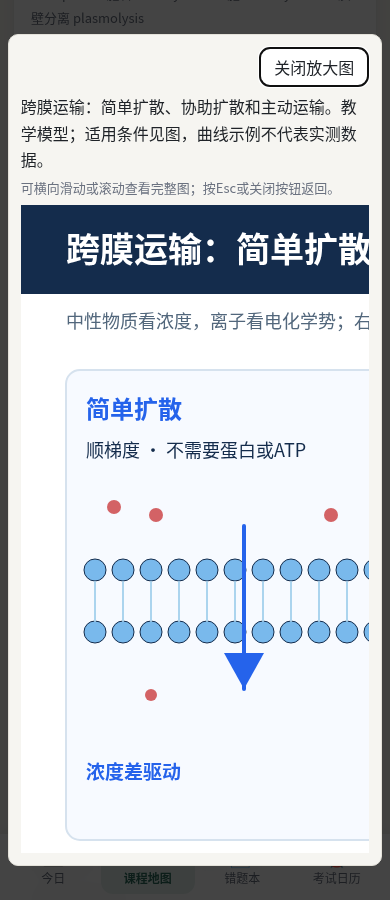 壁分离 plasmolysis
关闭放大图
跨膜运输：简单扩散、协助扩散和主动运输。教
学模型；适用条件见图，曲线示例不代表实测数
据。
可横向滑动或滚动查看完整图；按Esc或关闭按钮返回。
跨膜运输：简单扩散
中性物质看浓度，离子看电化学势；右
简单扩散
顺梯度 · 不需要蛋白或ATP
浓度差驱动
今日
课程地图
错题本
考试日历